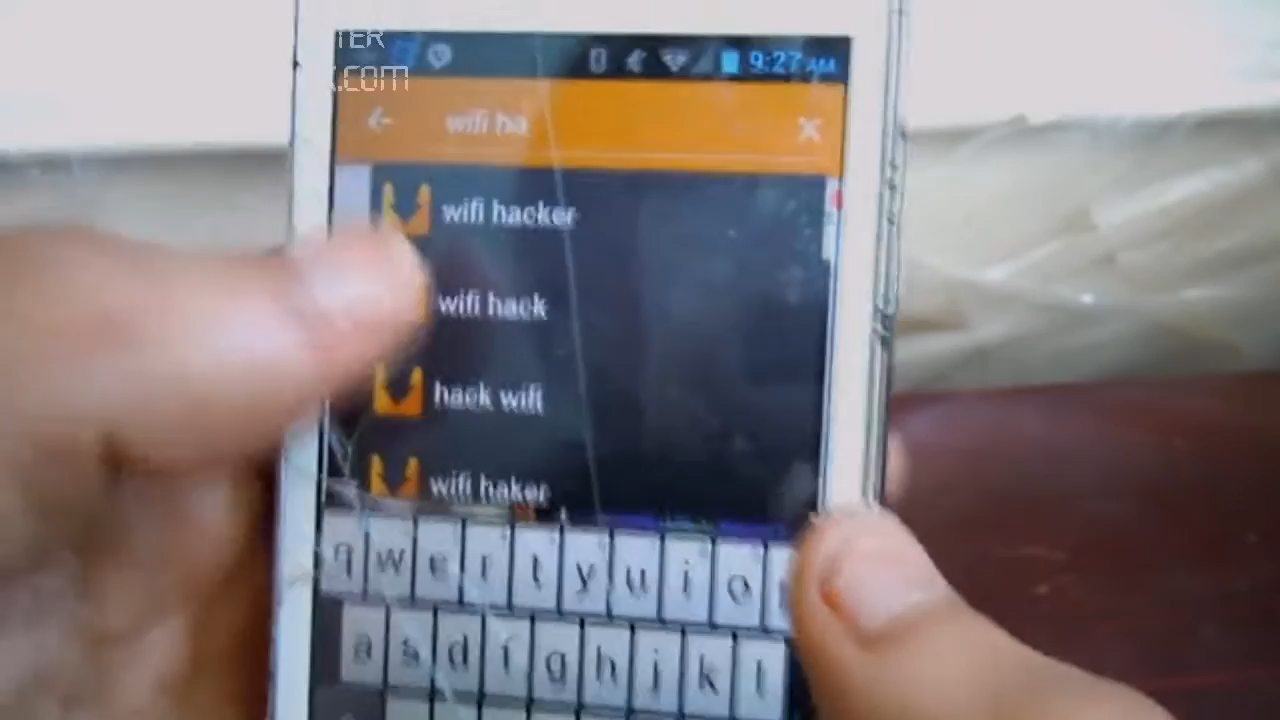 TER
.com
9:27 AM
wifi ha
wifi hacker
wifi hack
hack wifi
wifi haker
q w e r t y u i o
a s d f g h j k l